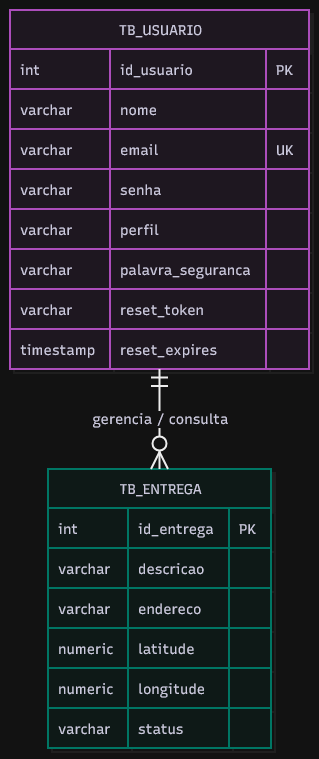 TB_USUARIO
int id_usuario PK
varchar nome
varchar email UK
varchar senha
varchar perfil
varchar palavra_seguranca
varchar reset_token
timestamp reset_expires
gerencia / consulta
TB_ENTREGA
int id_entrega PK
varchar descricao
varchar endereco
numeric latitude
numeric longitude
varchar status